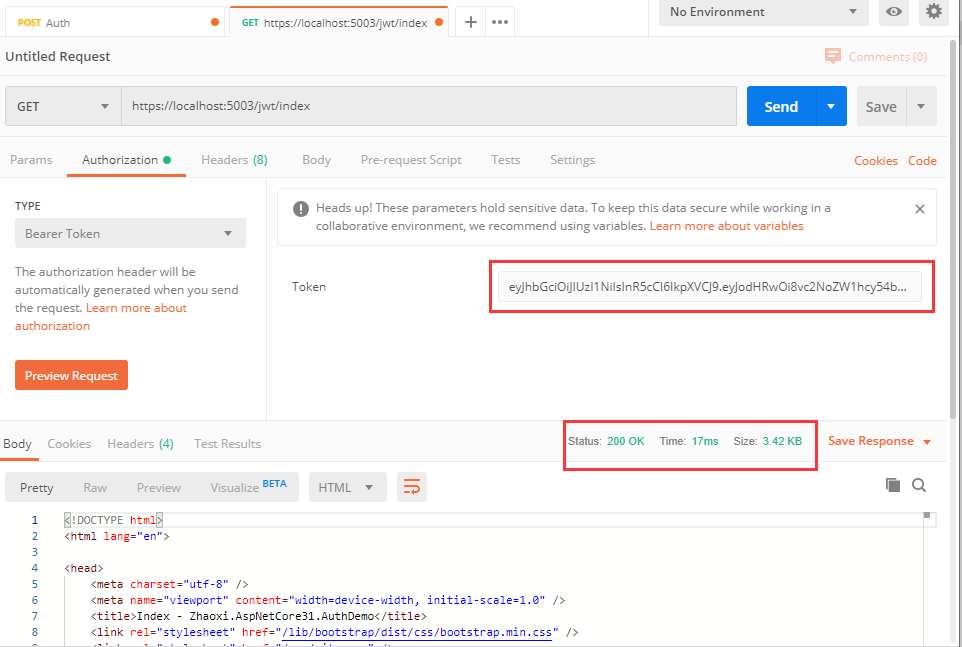 POST Auth
GET https://localhost:5003/jwt/index
No Environment
Untitled Request
Comments (0)
GET
https://localhost:5003/jwt/index
Send
Save
Params
Authorization
Headers (8)
Body
Pre-request Script
Tests
Settings
Cookies
Code
TYPE
Bearer Token
The authorization header will be
automatically generated when you send
the request. Learn more about
authorization
Preview Request
Heads up! These parameters hold sensitive data. To keep this data secure while working in a
collaborative environment, we recommend using variables. Learn more about variables
Token
eyJhbGciOiJIUzI1NiIsInR5cCI6IkpXVCJ9.eyJodHRwOi8vc2NoZW1hcy54b...
Body
Cookies
Headers (4)
Test Results
Status: 200 OK
Time: 17ms
Size: 3.42 KB
Save Response
Pretty
Raw
Preview
Visualize BETA
HTML
1 <!DOCTYPE html>
2 <html lang="en">
3
4 <head>
5 <meta charset="utf-8" />
6 <meta name="viewport" content="width=device-width, initial-scale=1.0" />
7 <title>Index - Zhaoxi.AspNetCore31.AuthDemo</title>
8 <link rel="stylesheet" href="/lib/bootstrap/dist/css/bootstrap.min.css" />